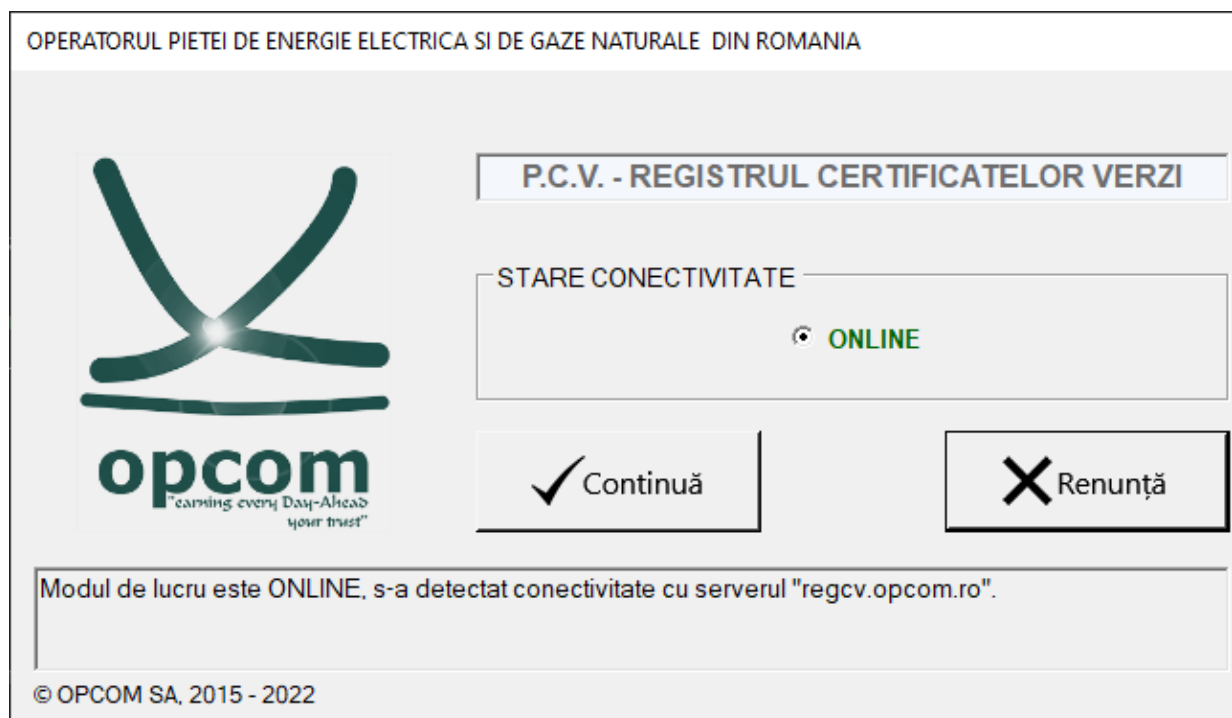 OPERATORUL PIETEI DE ENERGIE ELECTRICA SI DE GAZE NATURALE  DIN ROMANIA
P.C.V. - REGISTRUL CERTIFICATELOR VERZI
STARE CONECTIVITATE
ONLINE
opcom
"earning every Day-Ahead
your trust"
Continuă
Renunță
Modul de lucru este ONLINE, s-a detectat conectivitate cu serverul "regcv.opcom.ro".
© OPCOM SA, 2015 - 2022